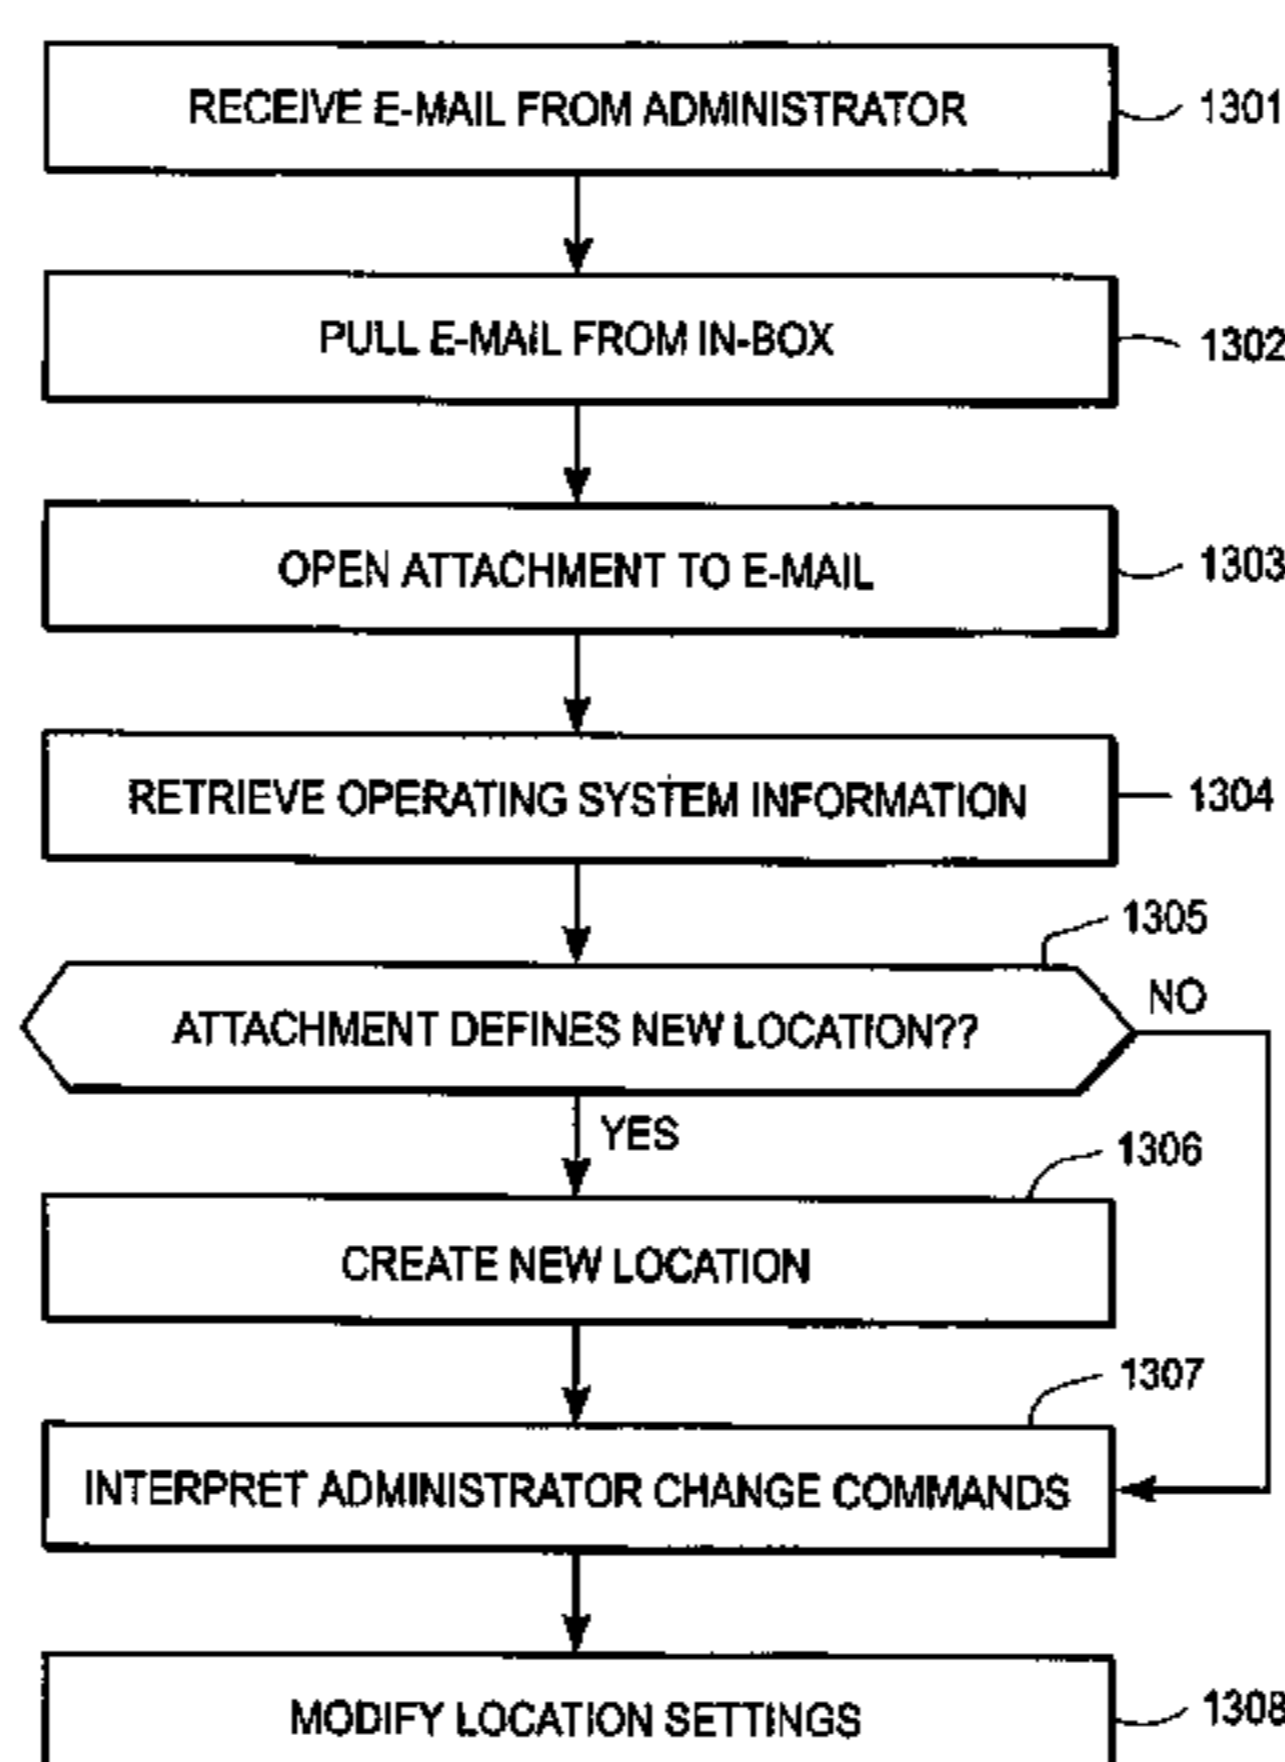 RECEIVE E-MAIL FROM ADMINISTRATOR
1301
PULL E-MAIL FROM IN-BOX
1302
OPEN ATTACHMENT TO E-MAIL
1303
RETRIEVE OPERATING SYSTEM INFORMATION
1304
1305
ATTACHMENT DEFINES NEW LOCATION??
NO
YES
1306
CREATE NEW LOCATION
1307
INTERPRET ADMINISTRATOR CHANGE COMMANDS
MODIFY LOCATION SETTINGS
1308